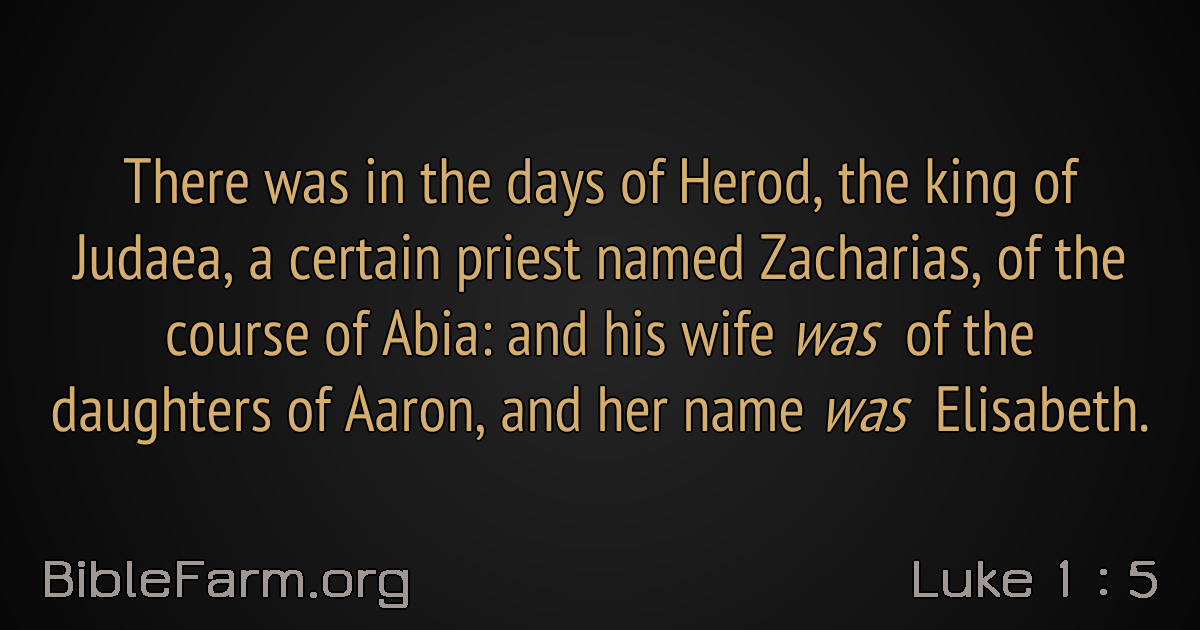 There was in the days of Herod, the king of
Judaea, a certain priest named Zacharias, of the
course of Abia: and his wife was of the
daughters of Aaron, and her name was Elisabeth.
BibleFarm.org
Luke 1 : 5